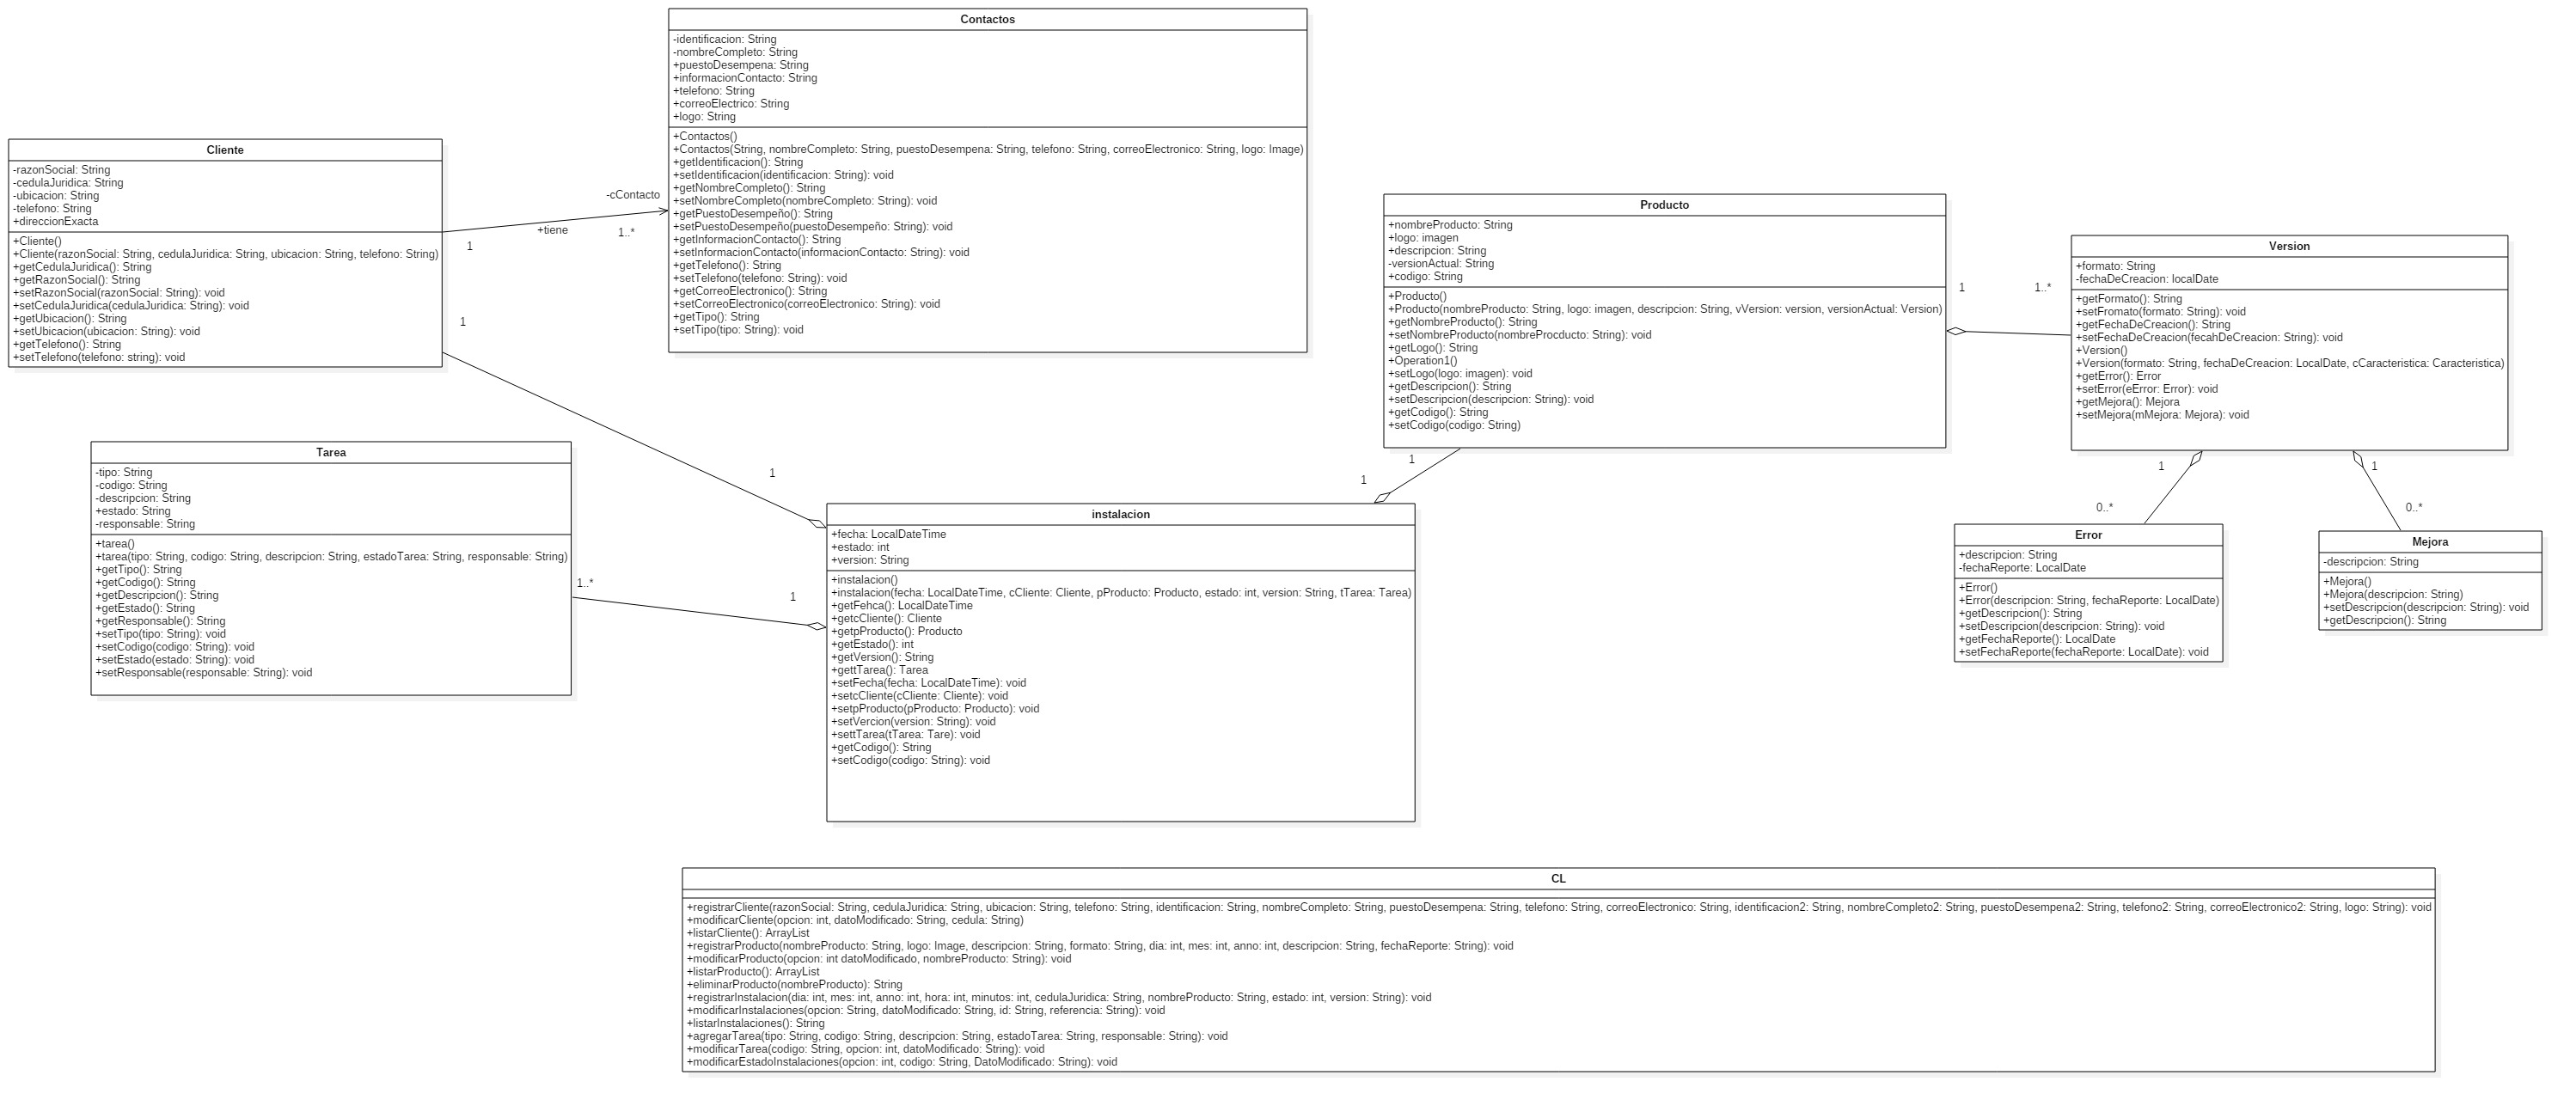 Contactos
-identificacion: String
-nombreCompleto: String
+puestoDesempena: String
+informacionContacto: String
+telefono: String
+correoElectrico: String
+logo: String
+Contactos()
+Contactos(String, nombreCompleto: String, puestoDesempena: String, telefono: String, correoElectronico: String, logo: Image)
+getIdentificacion(): String
+setIdentificacion(identificacion: String): void
+getNombreCompleto(): String
+setNombreCompleto(nombreCompleto: String): void
+getPuestoDesempeño(): String
+setPuestoDesempeño(puestoDesempeño: String): void
+getInformacionContacto(): String
+setInformacionContacto(informacionContacto: String): void
+getTelefono(): String
+setTelefono(telefono: String): void
+getCorreoElectronico(): String
+setCorreoElectronico(correoElectronico: String): void
+getTipo(): String
+setTipo(tipo: String): void
Cliente
-razonSocial: String
-cedulaJuridica: String
-ubicacion: String
-telefono: String
+direccionExacta
+Cliente()
+Cliente(razonSocial: String, cedulaJuridica: String, ubicacion: String, telefono: String)
+getCedulaJuridica(): String
+getRazonSocial(): String
+setRazonSocial(razonSocial: String): void
+setCedulaJuridica(cedulaJuridica: String): void
+getUbicacion(): String
+setUbicacion(ubicacion: String): void
+getTelefono(): String
+setTelefono(telefono: string): void
-cContacto
+tiene
1
1..*
1
1
Producto
+nombreProducto: String
+logo: imagen
+descripcion: String
-versionActual: String
+codigo: String
+Producto()
+Producto(nombreProducto: String, logo: imagen, descripcion: String, vVersion: version, versionActual: Version)
+getNombreProducto(): String
+setNombreProducto(nombreProcducto: String): void
+getLogo(): String
+Operation1()
+setLogo(logo: imagen): void
+getDescripcion(): String
+setDescripcion(descripcion: String): void
+getCodigo(): String
+setCodigo(codigo: String)
1
1..*
Version
+formato: String
-fechaDeCreacion: localDate
+getFormato(): String
+setFromato(formato: String): void
+getFechaDeCreacion(): String
+setFechaDeCreacion(fecahDeCreacion: String): void
+Version()
+Version(formato: String, fechaDeCreacion: LocalDate, cCaracteristica: Caracteristica)
+getError(): Error
+setError(eError: Error): void
+getMejora(): Mejora
+setMejora(mMejora: Mejora): void
1
1
1
1
0..*
0..*
Tarea
-tipo: String
-codigo: String
-descripcion: String
+estado: String
-responsable: String
+tarea()
+tarea(tipo: String, codigo: String, descripcion: String, estadoTarea: String, responsable: String)
+getTipo(): String
+getCodigo(): String
+getDescripcion(): String
+getEstado(): String
+getResponsable(): String
+setTipo(tipo: String): void
+setCodigo(codigo: String): void
+setEstado(estado: String): void
+setResponsable(responsable: String): void
1..*
1
instalacion
+fecha: LocalDateTime
+estado: int
+version: String
+instalacion()
+instalacion(fecha: LocalDateTime, cCliente: Cliente, pProducto: Producto, estado: int, version: String, tTarea: Tarea)
+getFehca(): LocalDateTime
+getcCliente(): Cliente
+getpProducto(): Producto
+getEstado(): int
+getVersion(): String
+gettTarea(): Tarea
+setFecha(fecha: LocalDateTime): void
+setcCliente(cCliente: Cliente): void
+setpProducto(pProducto: Producto): void
+setVercion(version: String): void
+settTarea(tTarea: Tare): void
+getCodigo(): String
+setCodigo(codigo: String): void
Error
+descripcion: String
-fechaReporte: LocalDate
+Error()
+Error(descripcion: String, fechaReporte: LocalDate)
+getDescripcion(): String
+setDescripcion(descripcion: String): void
+getFechaReporte(): LocalDate
+setFechaReporte(fechaReporte: LocalDate): void
Mejora
-descripcion: String
+Mejora()
+Mejora(descripcion: String)
+setDescripcion(descripcion: String): void
+getDescripcion(): String
CL
+registrarCliente(razonSocial: String, cedulaJuridica: String, ubicacion: String, telefono: String, identificacion: String, nombreCompleto: String, puestoDesempena: String, telefono: String, correoElectronico: String, identificacion2: String, nombreCompleto2: String, puestoDesempena2: String, telefono2: String, correoElectronico2: String, logo: String): void
+modificarCliente(opcion: int, datoModificado: String, cedula: String)
+listarCliente(): ArrayList
+registrarProducto(nombreProducto: String, logo: Image, descripcion: String, formato: String, dia: int, mes: int, anno: int, descripcion: String, fechaReporte: String): void
+modificarProducto(opcion: int datoModificado, nombreProducto: String): void
+listarProducto(): ArrayList
+eliminarProducto(nombreProducto): String
+registrarInstalacion(dia: int, mes: int, anno: int, hora: int, minutos: int, cedulaJuridica: String, nombreProducto: String, estado: int, version: String): void
+modificarInstalaciones(opcion: String, datoModificado: String, id: String, referencia: String): void
+listarInstalaciones(): String
+agregarTarea(tipo: String, codigo: String, descripcion: String, estadoTarea: String, responsable: String): void
+modificarTarea(codigo: String, opcion: int, datoModificado: String): void
+modificarEstadoInstalaciones(opcion: int, codigo: String, DatoModificado: String): void